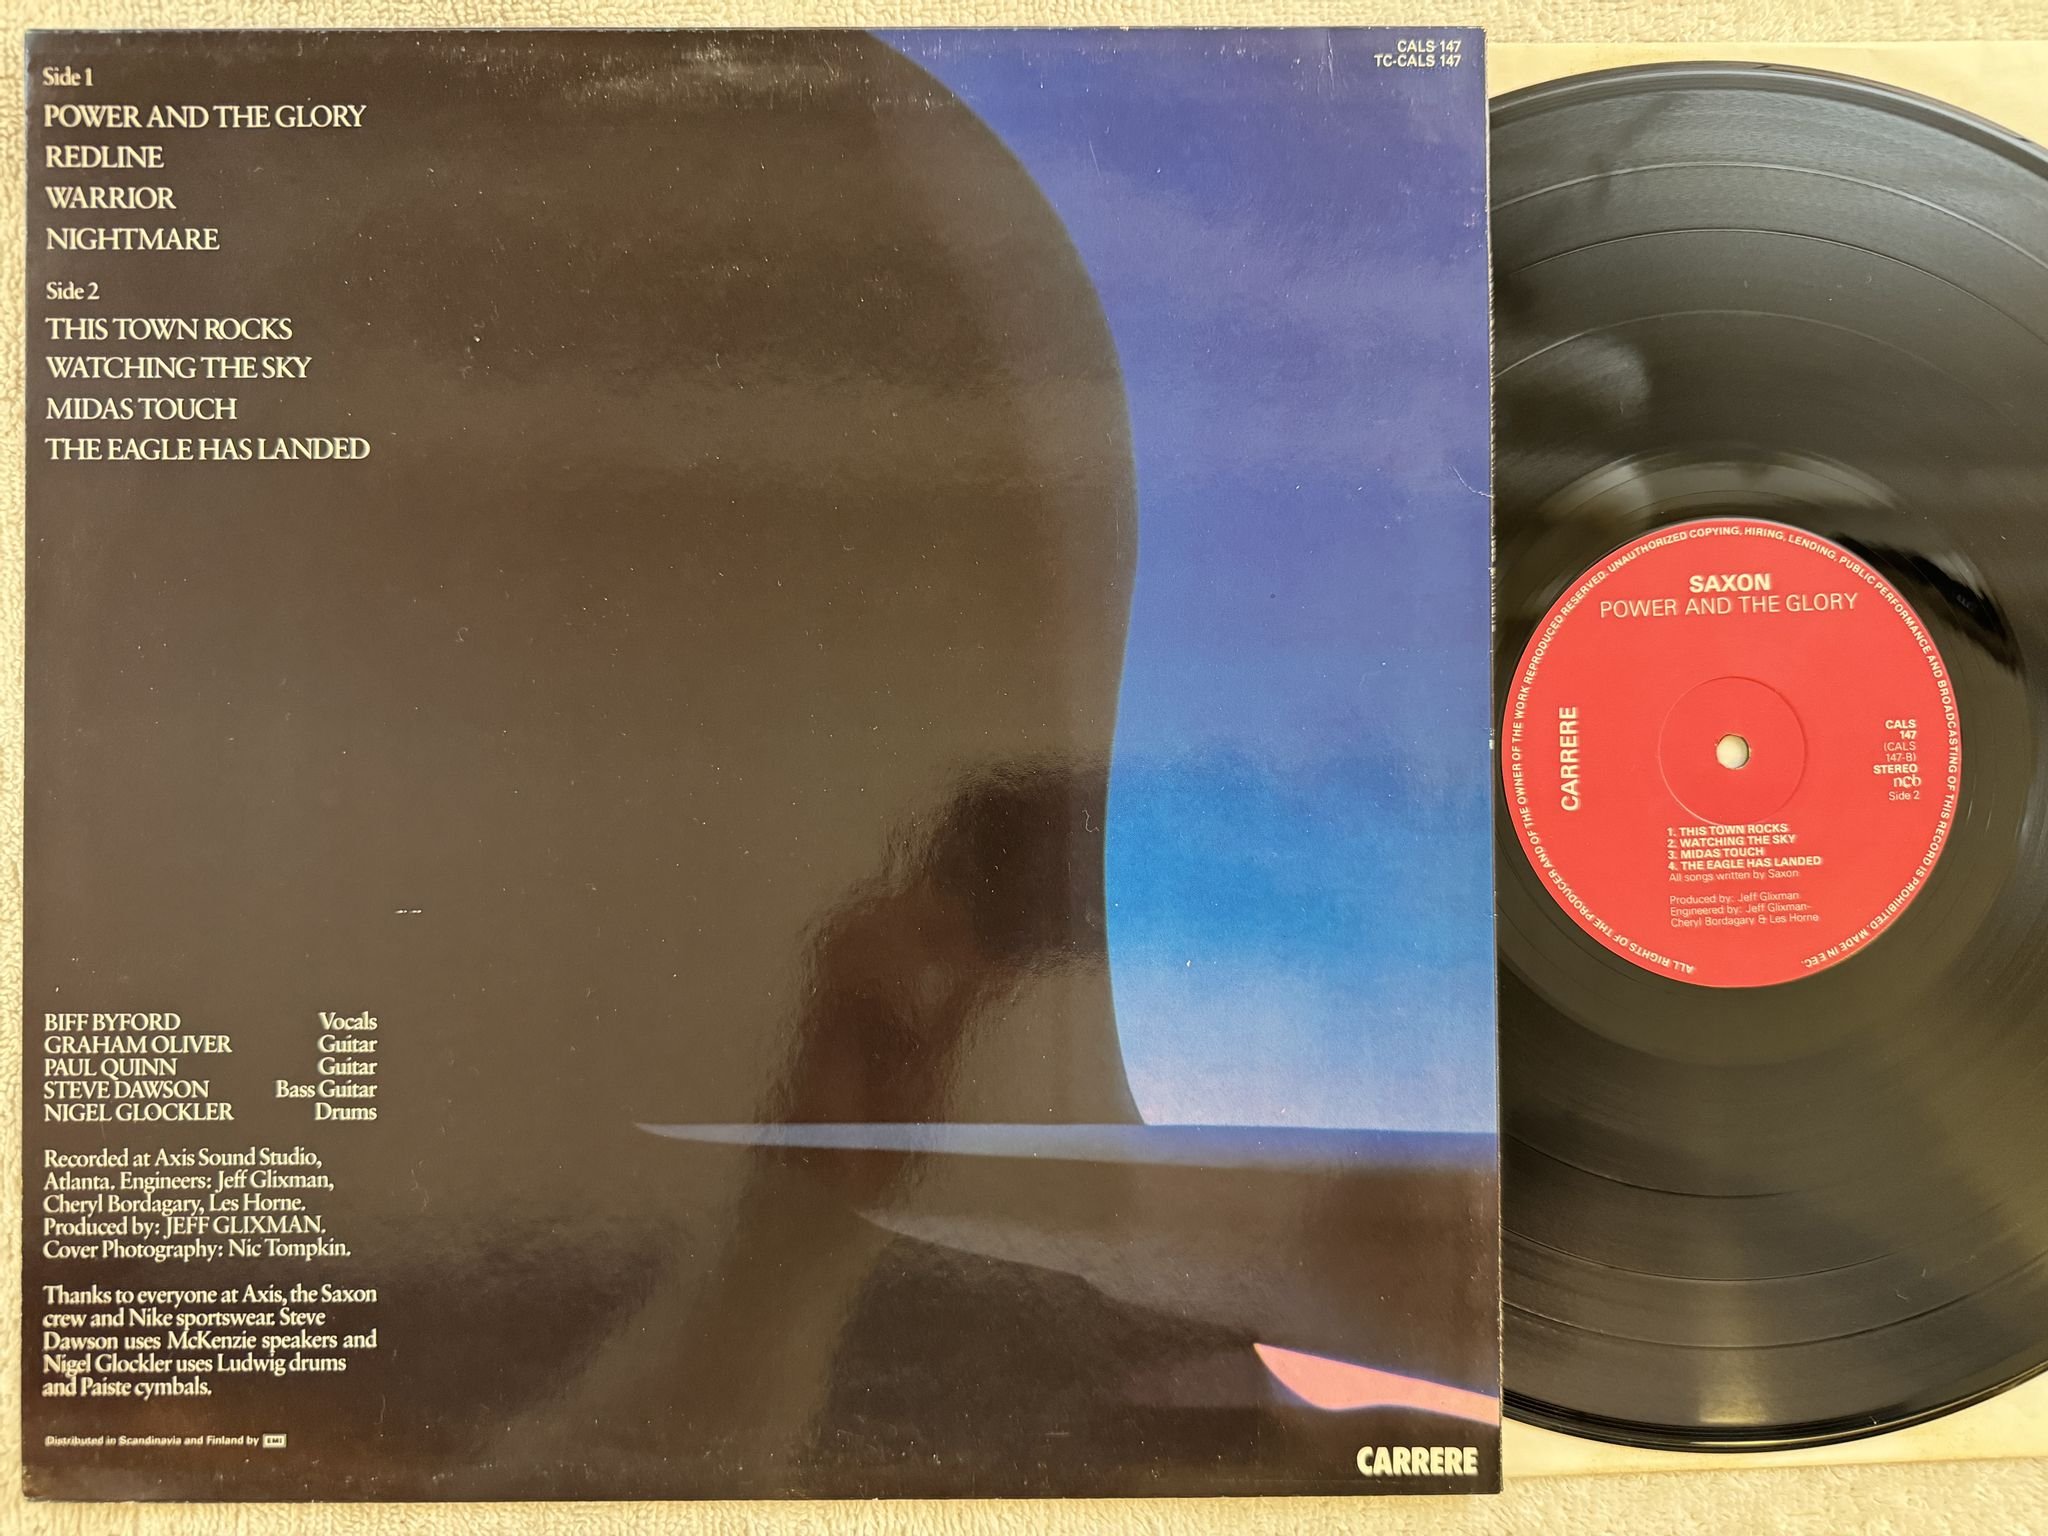 Side 1
POWER AND THE GLORY
REDLINE
WARRIOR
NIGHTMARE
Side 2
THIS TOWN ROCKS
WATCHING THE SKY
MIDAS TOUCH
THE EAGLE HAS LANDED
BIFF BYFORD Vocals
GRAHAM OLIVER Guitar
PAUL QUINN Guitar
STEVE DAWSON Bass Guitar
NIGEL GLOCKLER Drums
Recorded at Axis Sound Studio,
Atlanta. Engineers: Jeff Glixman,
Cheryl Bordagary, Les Horne.
Produced by: JEFF GLIXMAN.
Cover Photography: Nic Tompkin.
Thanks to everyone at Axis, the Saxon
crew and Nike sportswear. Steve
Dawson uses McKenzie speakers and
Nigel Glockler uses Ludwig drums
and Paiste cymbals.
Distributed in Scandinavia and Finland by EMI
CALS 147
TC-CALS 147
CARRERE
ALL RIGHTS OF THE PRODUCER AND OF THE OWNER OF THE WORK REPRODUCED RESERVED. UNAUTHORIZED COPYING, HIRING, LENDING, PUBLIC PERFORMANCE AND BROADCASTING OF THIS RECORD IS PROHIBITED. MADE IN EEC.
SAXON
POWER AND THE GLORY
CARRERE
CALS
147
(CALS
147-B)
STEREO
ncb
Side 2
1. THIS TOWN ROCKS
2. WATCHING THE SKY
3. MIDAS TOUCH
4. THE EAGLE HAS LANDED
All songs written by Saxon
Produced by: Jeff Glixman
Engineered by: Jeff Glixman-
Cheryl Bordagary & Les Horne